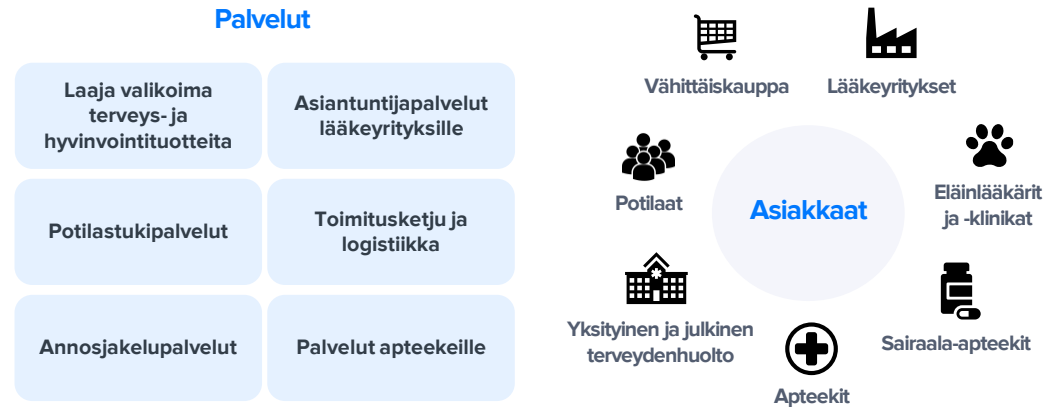 Palvelut
Laaja valikoima
terveys- ja
hyvinvointituotteita
Asiantuntijapalvelut
lääkeyrityksille
Potilastukipalvelut
Toimitusketju ja
logistiikka
Annosjakelupalvelut
Palvelut apteekeille
Vähittäiskauppa
Lääkeyritykset
Potilaat
Asiakkaat
Eläinlääkärit
ja -klinikat
Yksityinen ja julkinen
terveydenhuolto
Sairaala-apteekit
Apteekit